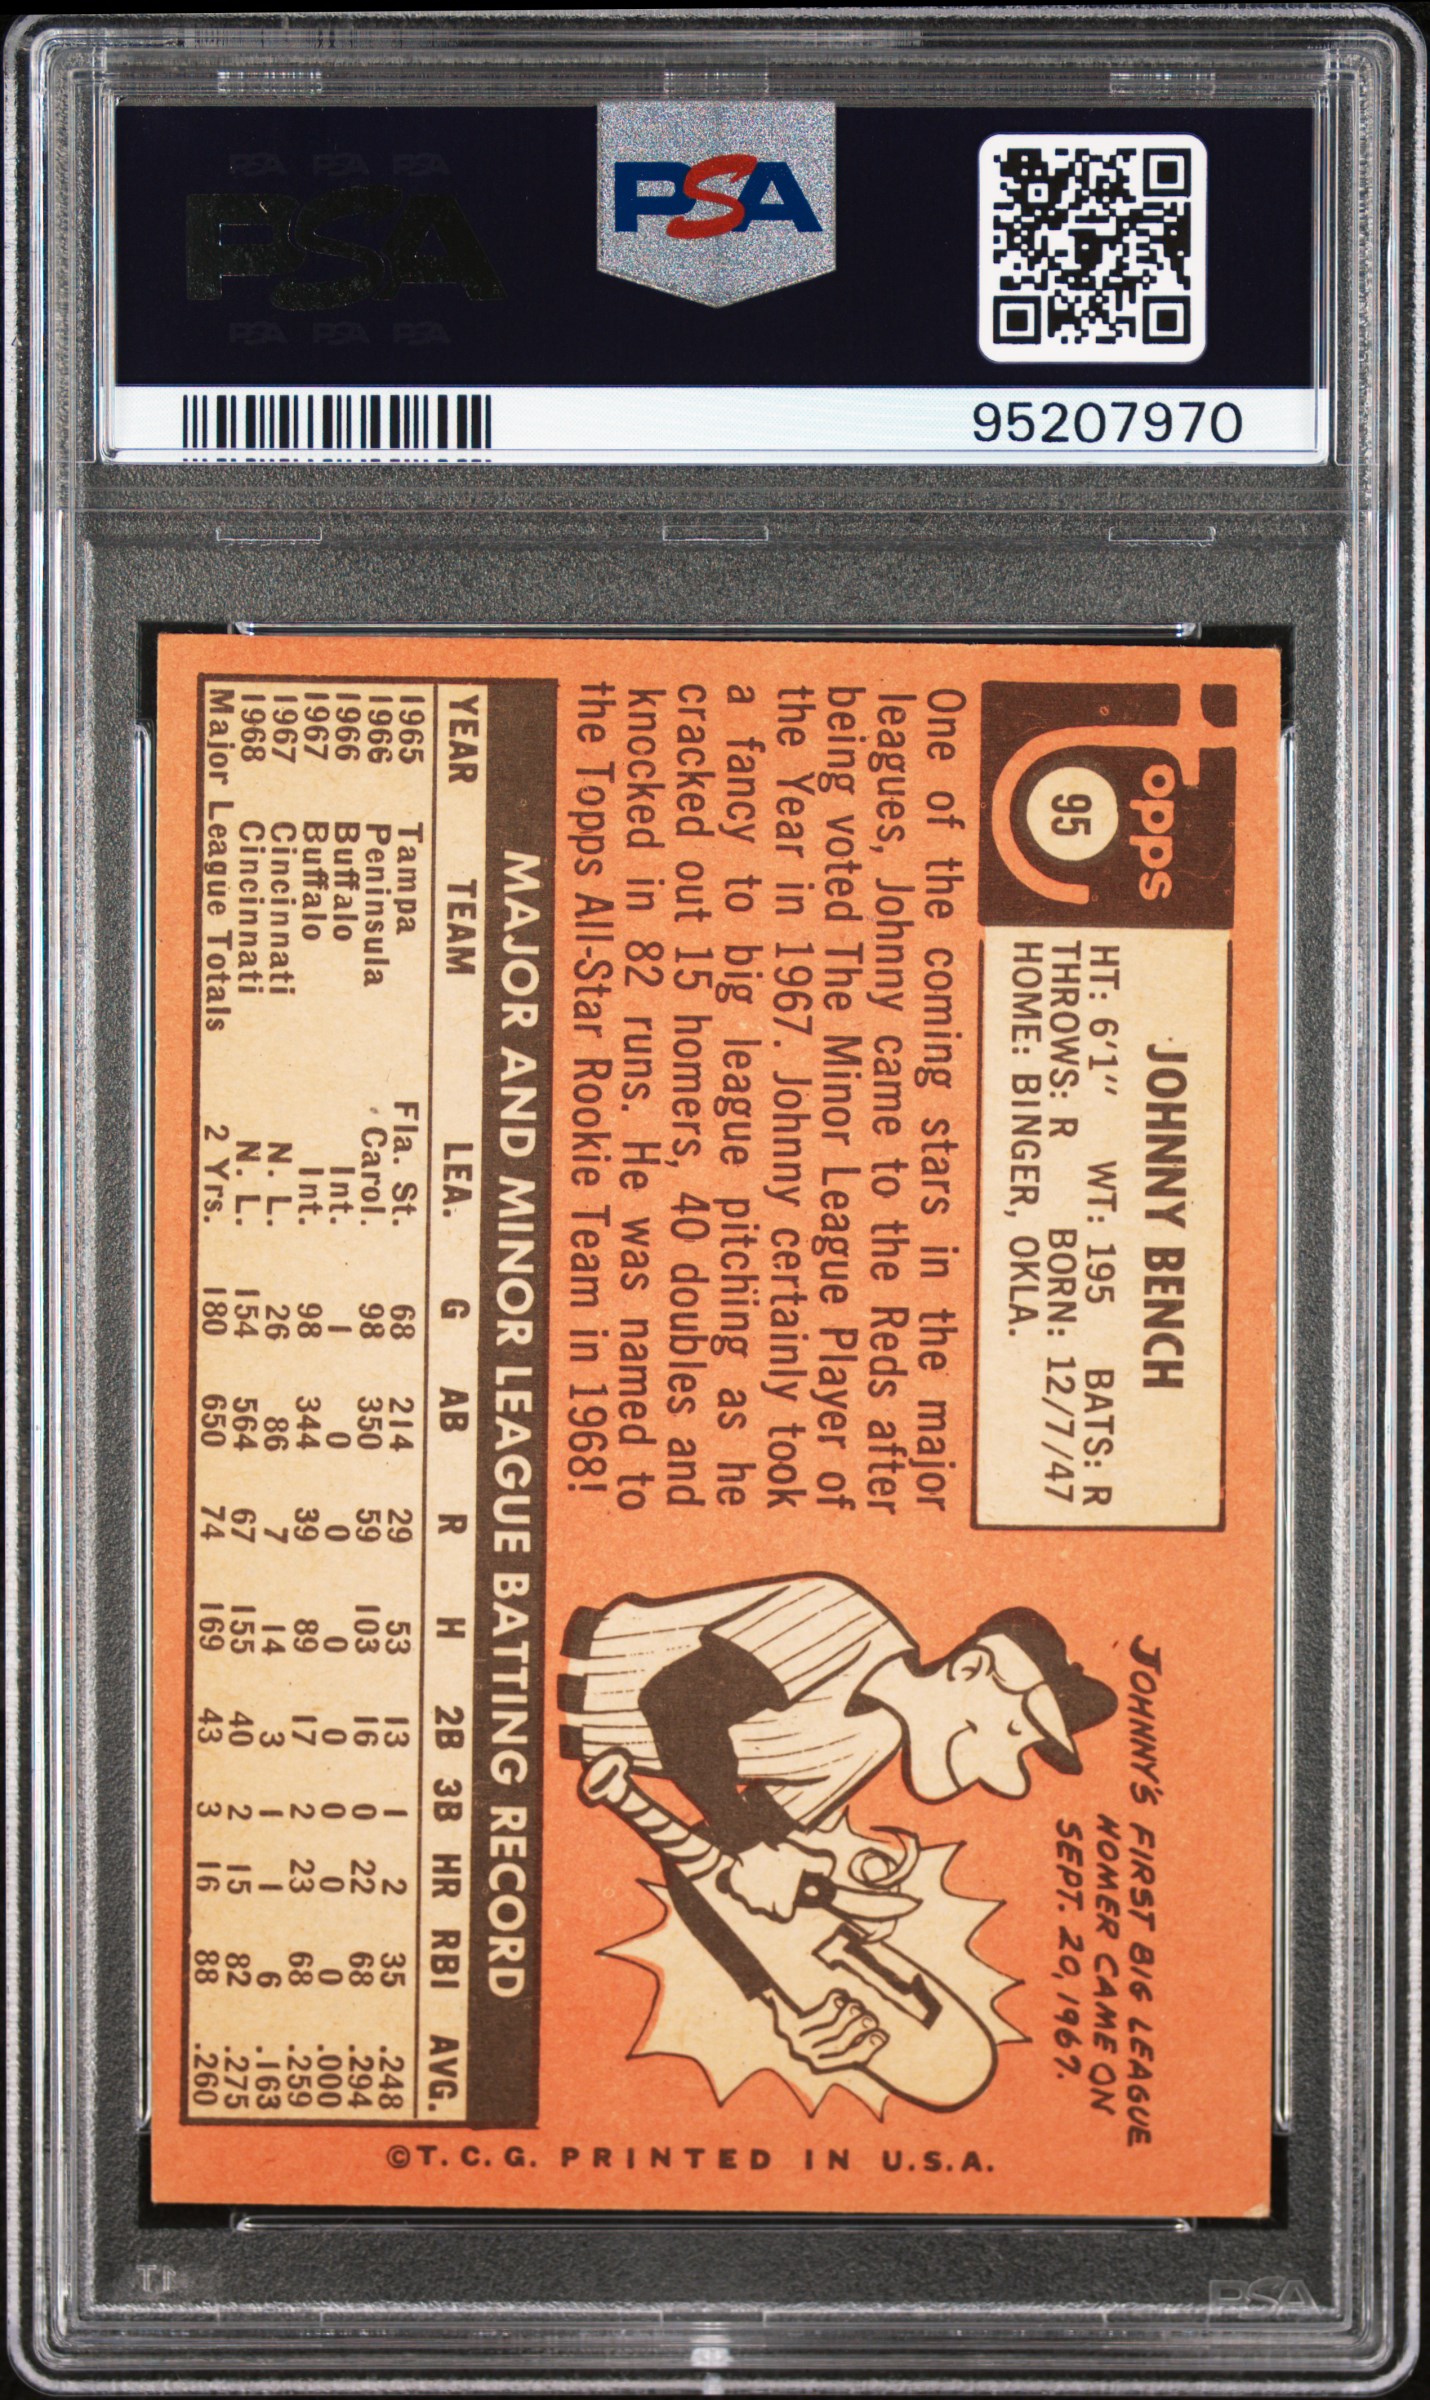 PSA PSA PSA
PSA
PSA PSA PSA
PSA
95207970
Topps
95
JOHNNY BENCH
HT: 6'1" WT: 195 BATS: R
THROWS: R BORN: 12/7/47
HOME: BINGER, OKLA.
One of the coming stars in the major
leagues, Johnny came to the Reds after
being voted The Minor League Player of
the Year in 1967. Johnny certainly took
a fancy to big league pitching as he
cracked out 15 homers, 40 doubles and
knocked in 82 runs. He was named to
the Topps All-Star Rookie Team in 1968!
JOHNNY'S FIRST BIG LEAGUE
HOMER CAME ON
SEPT. 20, 1967.
MAJOR AND MINOR LEAGUE BATTING RECORD
YEAR TEAM LEA. G AB R H 2B 3B HR RBI AVG.
1965 Tampa Fla. St. 68 214 29 53 13 1 2 35 .248
1966 Peninsula Carol. 98 350 59 103 16 0 22 68 .294
1966 Buffalo Int. 1 0 0 0 0 0 0 0 .000
1967 Buffalo Int. 98 344 39 89 17 2 23 68 .259
1967 Cincinnati N. L. 26 86 7 14 3 1 1 6 .163
1968 Cincinnati N. L. 154 564 67 155 40 2 15 82 .275
Major League Totals 2 Yrs. 180 650 74 169 43 3 16 88 .260
©T.C.G. PRINTED IN U.S.A.
PSA